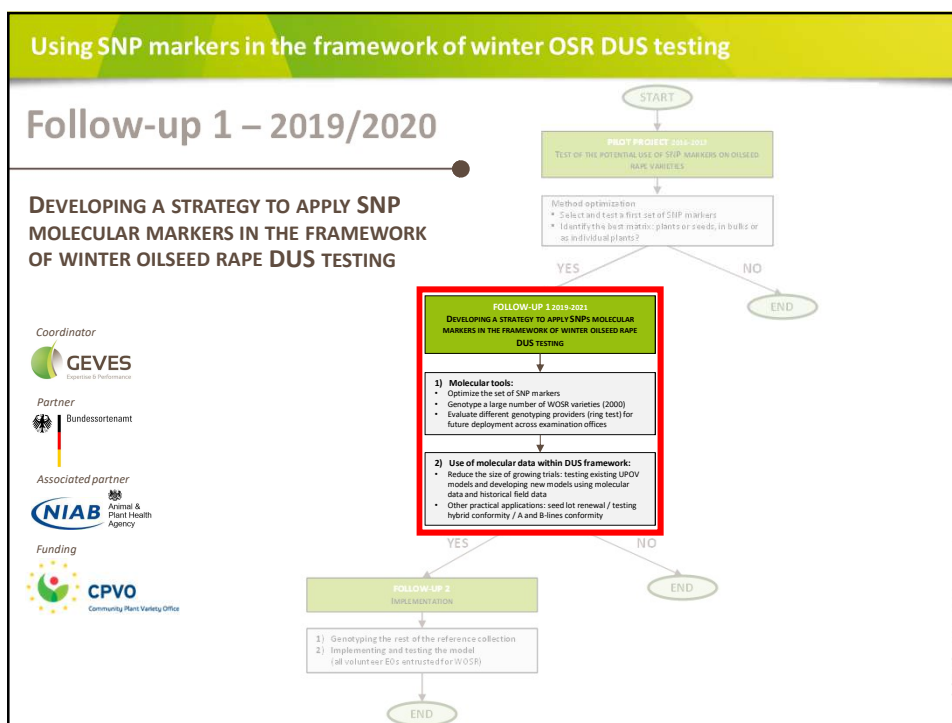 Using SNP markers in the framework of winter OSR DUS testing
Follow-up 1 – 2019/2020
DEVELOPING A STRATEGY TO APPLY SNP
MOLECULAR MARKERS IN THE FRAMEWORK
OF WINTER OILSEED RAPE DUS TESTING
Coordinator
GEVES
Expertise & Performance
Partner
Bundessortenamt
Associated partner
NIAB
Animal &
Plant Health
Agency
Funding
CPVO
Community Plant Variety Office
START
PILOT PROJECT 2016-2017
TEST OF THE POTENTIAL USE OF SNP MARKERS ON OILSEED
RAPE VARIETIES
Method optimization
• Select and test a first set of SNP markers
• Identify the best matrix: plants or seeds, in bulks or
as individual plants?
YES
NO
END
FOLLOW-UP 1 2019-2021
DEVELOPING A STRATEGY TO APPLY SNPS MOLECULAR
MARKERS IN THE FRAMEWORK OF WINTER OILSEED RAPE
DUS TESTING
1) Molecular tools:
• Optimize the set of SNP markers
• Genotype a large number of WOSR varieties (2000)
• Evaluate different genotyping providers (ring test) for
future deployment across examination offices
2) Use of molecular data within DUS framework:
• Reduce the size of growing trials: testing existing UPOV
models and developing new models using molecular
data and historical field data
• Other practical applications: seed lot renewal / testing
hybrid conformity / A and B-lines conformity
YES
NO
END
FOLLOW-UP 2
IMPLEMENTATION
1) Genotyping the rest of the reference collection
2) Implementing and testing the model
(all volunteer EOs entrusted for WOSR)
END